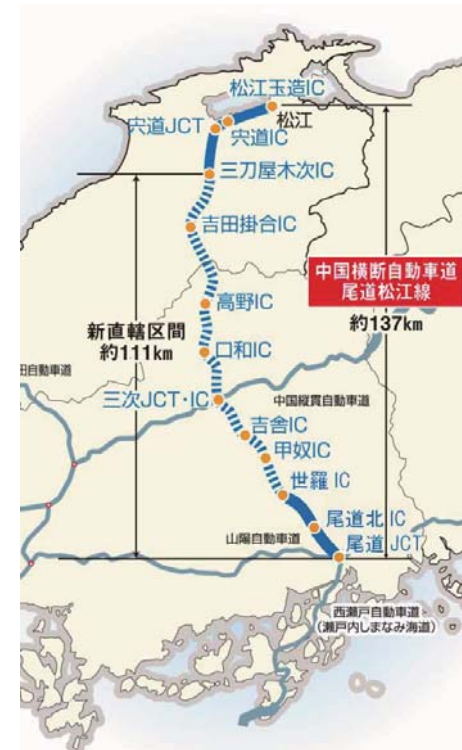 松江玉造IC
松江
宍道JCT
宍道IC
三刀屋木次IC
吉田掛合IC
中国横断自動車道
尾道松江線
約137km
高野IC
新直轄区間
約111km
口和IC
田自動車道
三次JCT・IC
中国縦貫自動車道
吉舎IC
甲奴IC
世羅 IC
尾道北 IC
山陽自動車道
尾道 JCT
西瀬戸自動車道
(瀬戸内しまなみ海道)